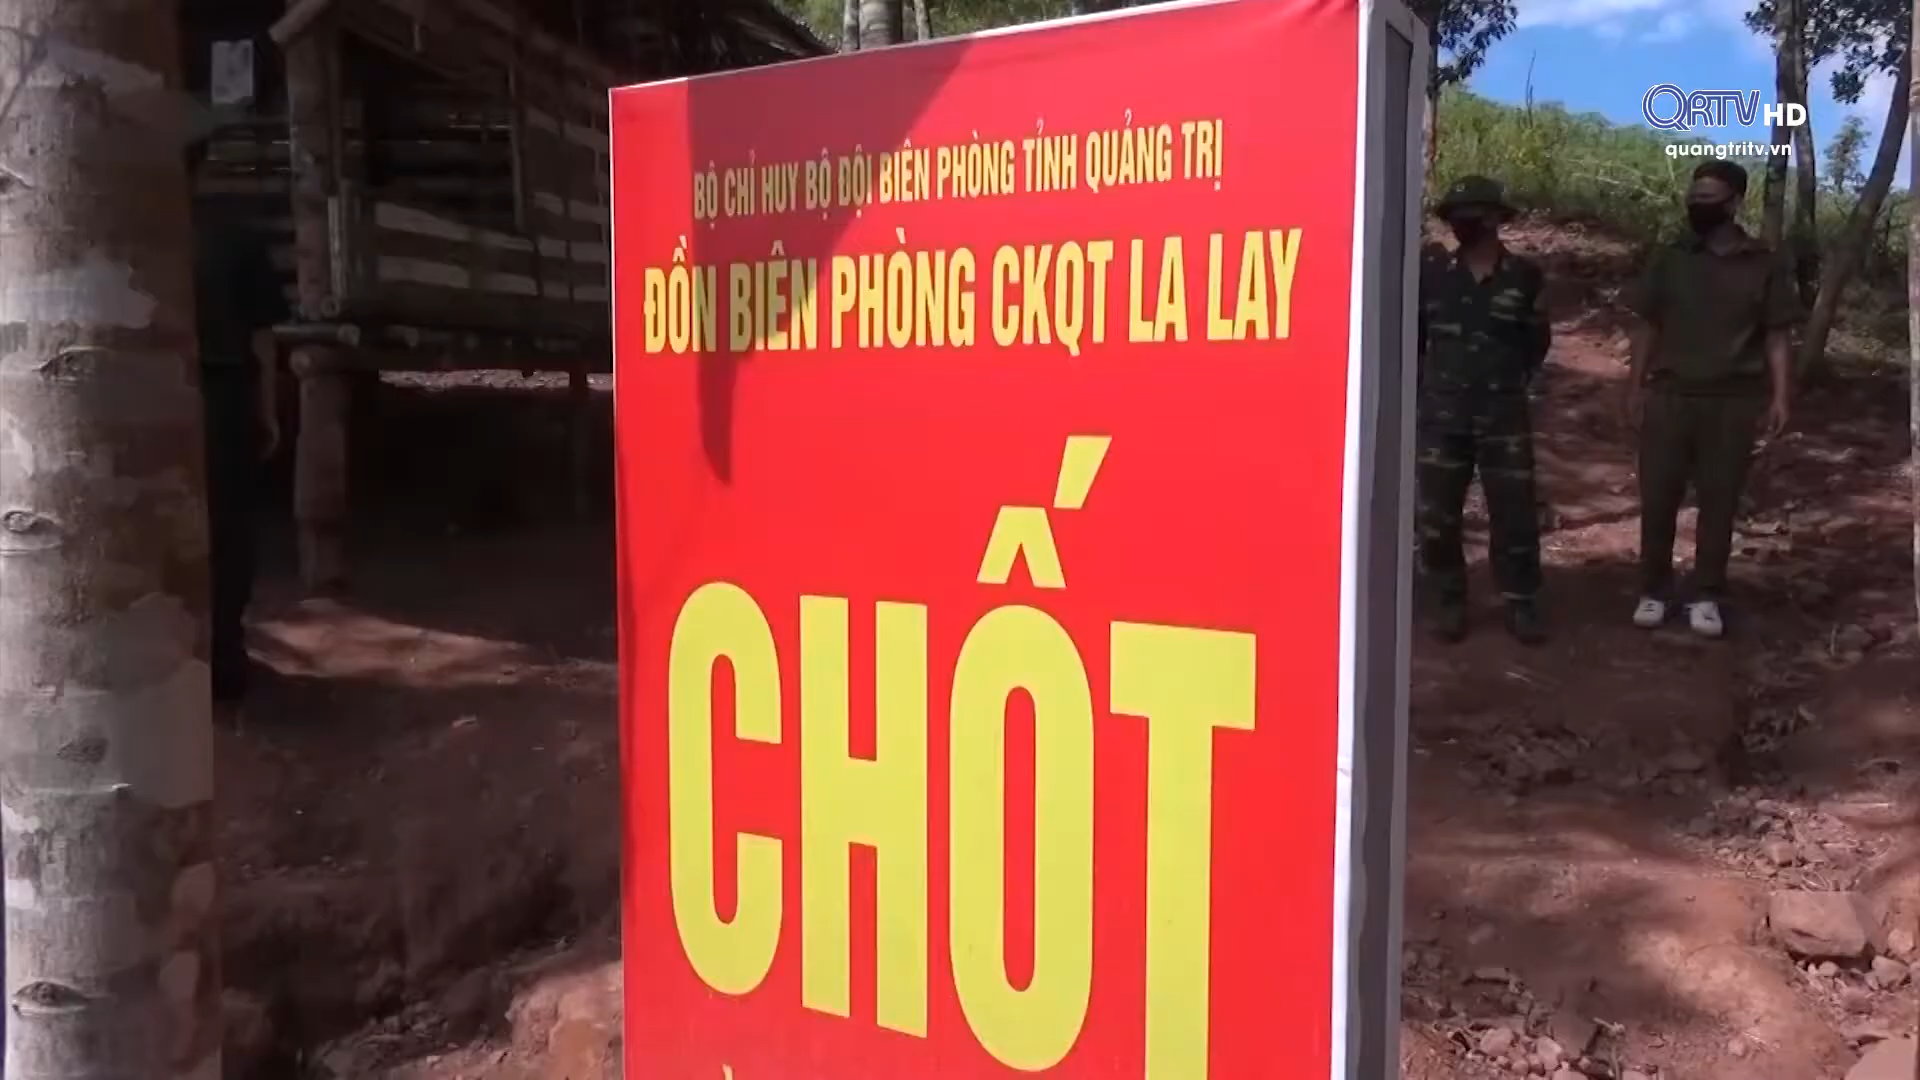 QRTV HD
quangtritv.vn
BỘ CHỈ HUY BỘ ĐỘI BIÊN PHÒNG TỈNH QUẢNG TRỊ
ĐỒN BIÊN PHÒNG CKQT LA LAY
CHỐT